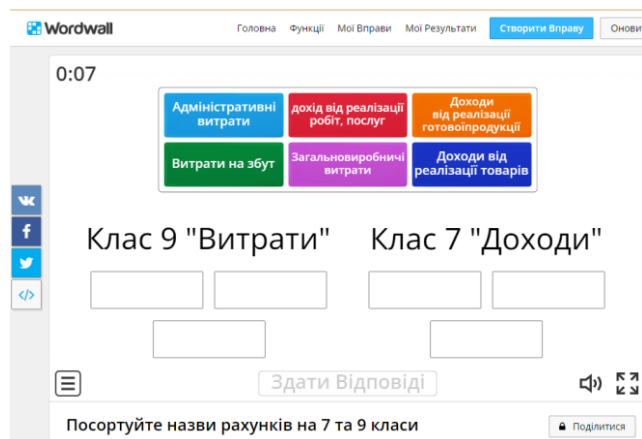 Wordwall
Головна Функції Мої Вправи Мої Результати Створити Вправу
0:07
Адміністративні витрати
дохід від реалізації робіт, послуг
Доходи від реалізації готовоїпродукції
Витрати на збут
Загальновиробничі витрати
Доходи від реалізації товарів
Клас 9 "Витрати" Клас 7 "Доходи"
Здати Відповіді
Посортуйте назви рахунків на 7 та 9 класи
Поділитися